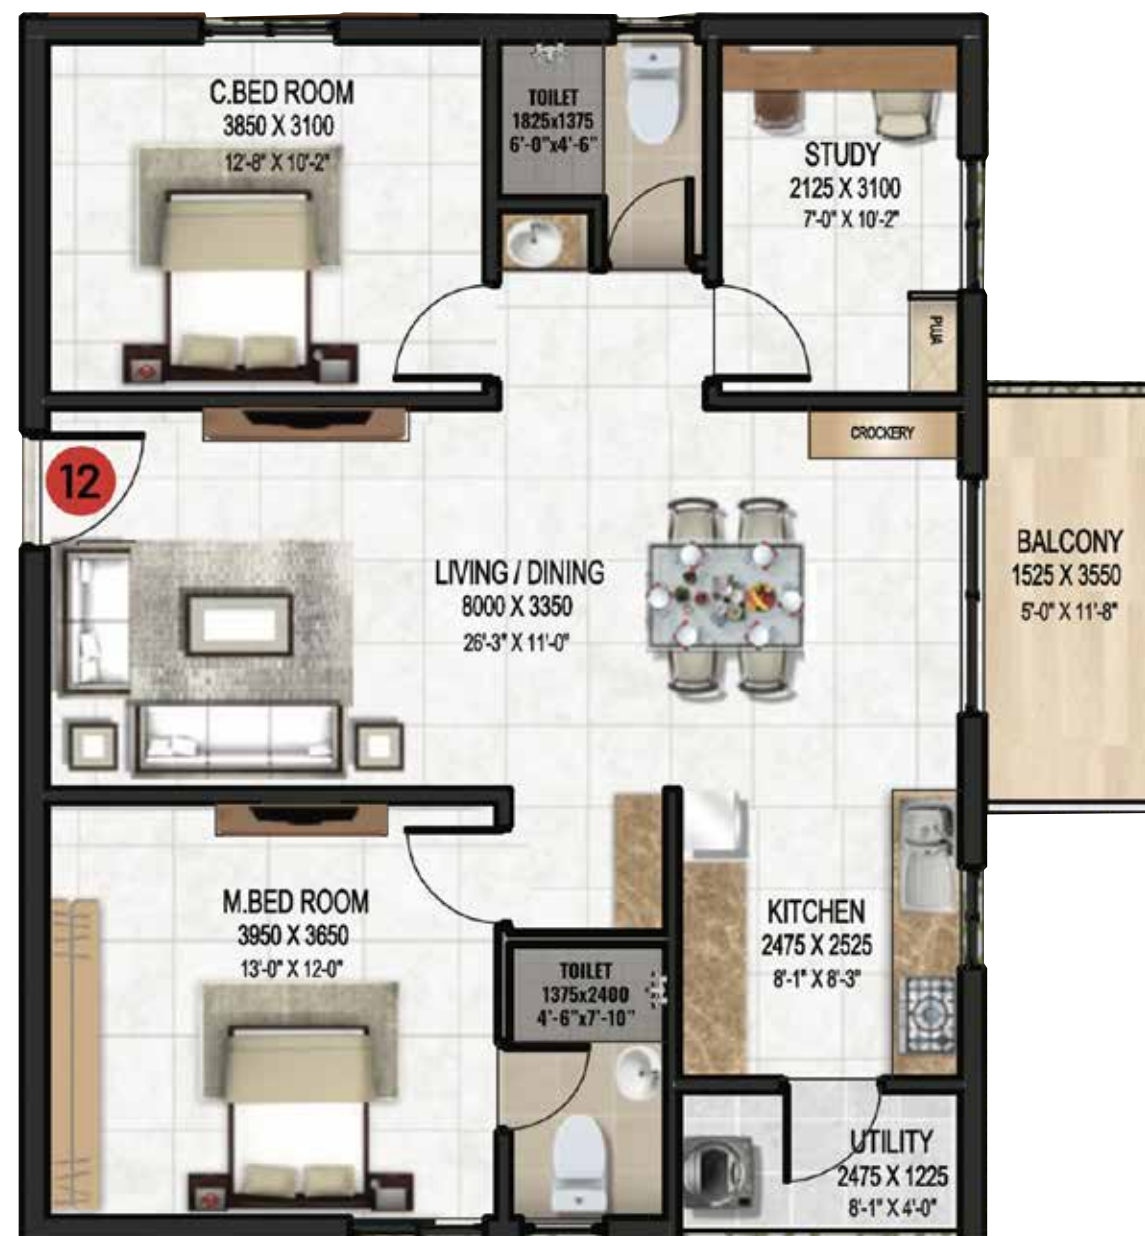 C.BED ROOM
3850 X 3100
12'-8" X 10'-2"
TOILET
1825x1375
6'-0"x4'-6"
STUDY
2125 X 3100
7'-0" X 10'-2"
PUJA
CROCKERY
12
LIVING / DINING
8000 X 3350
26'-3" X 11'-0"
BALCONY
1525 X 3550
5'-0" X 11'-8"
M.BED ROOM
3950 X 3650
13'-0" X 12'-0"
TOILET
1375x2400
4'-6"x7'-10"
KITCHEN
2475 X 2525
8'-1" X 8'-3"
UTILITY
2475 X 1225
8'-1" X 4'-0"